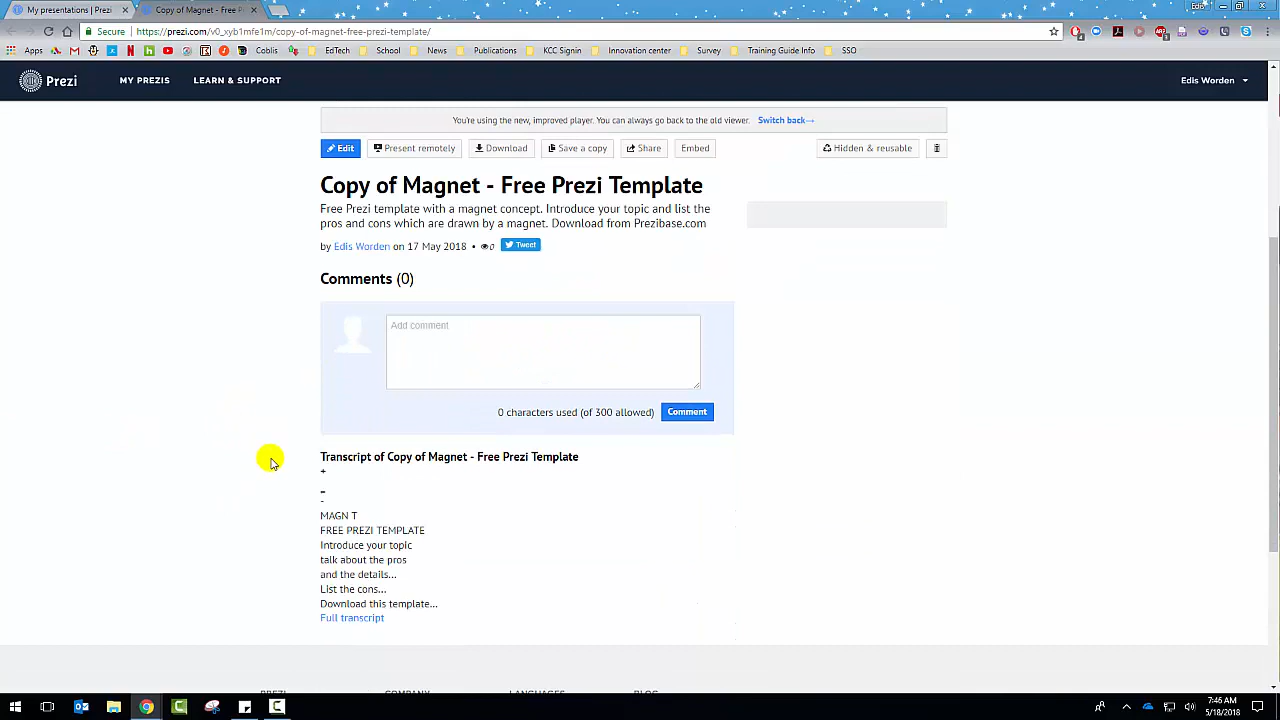 My presentations | Prezi
Copy of Magnet - Free P
Edis
Secure
https://prezi.com/v0_xyb1mfe1m/copy-of-magnet-free-prezi-template/
Apps
Coblis
EdTech
School
News
Publications
KCC Signin
Innovation center
Survey
Training Guide Info
SSO
Prezi
MY PREZIS
LEARN & SUPPORT
Edis Worden
You're using the new, improved player. You can always go back to the old viewer. Switch back→
Edit
Present remotely
Download
Save a copy
Share
Embed
Hidden & reusable
Copy of Magnet - Free Prezi Template
Free Prezi template with a magnet concept. Introduce your topic and list the
pros and cons which are drawn by a magnet. Download from Prezibase.com
by Edis Worden on 17 May 2018 • 0 Tweet
Comments (0)
Add comment
0 characters used (of 300 allowed)
Comment
Transcript of Copy of Magnet - Free Prezi Template
+
-
-
MAGN T
FREE PREZI TEMPLATE
Introduce your topic
talk about the pros
and the details...
List the cons...
Download this template...
Full transcript
PREZI
COMPANY
LANGUAGES
BLOG
7:46 AM
5/18/2018